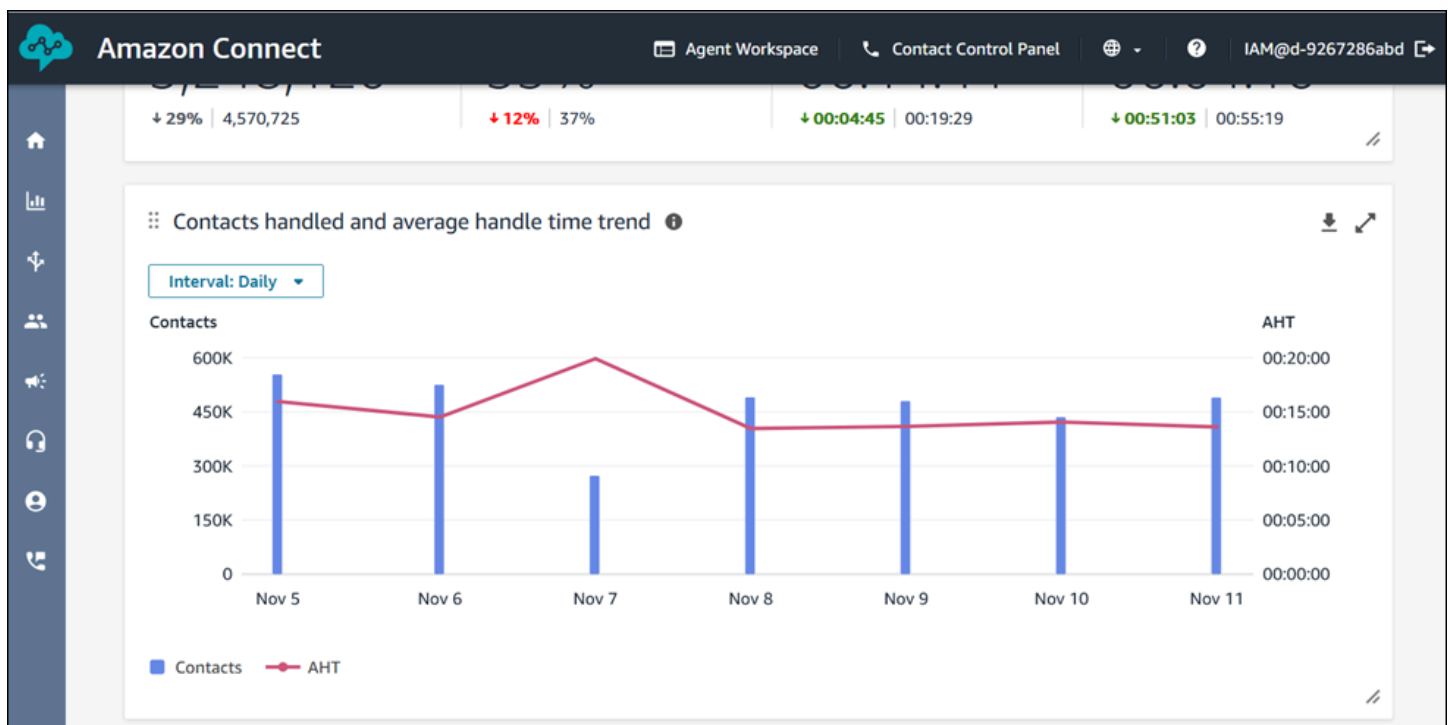 Amazon Connect Agent Workspace Contact Control Panel IAM@d-9267286abd
29% 4,570,725 12% 37% 00:04:45 00:19:29 00:51:03 00:55:19
Contacts handled and average handle time trend
Interval: Daily
Contacts AHT
600K 00:20:00
450K 00:15:00
300K 00:10:00
150K 00:05:00
0 00:00:00
Nov 5 Nov 6 Nov 7 Nov 8 Nov 9 Nov 10 Nov 11
Contacts AHT